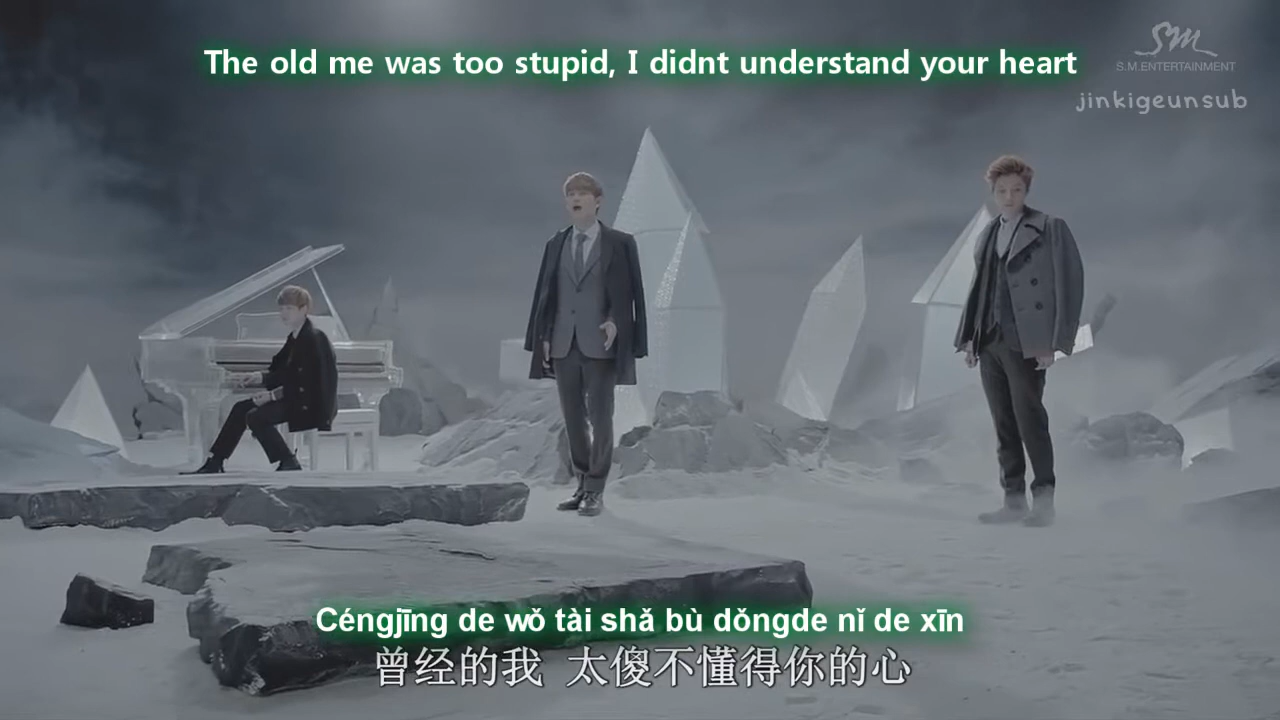 The old me was too stupid, I didnt understand your heart
SM
S.M.ENTERTAINMENT
jinkigeunsub
Céngjīng de wǒ tài shǎ bù dǒngde nǐ de xīn
曾经的我 太傻不懂得你的心